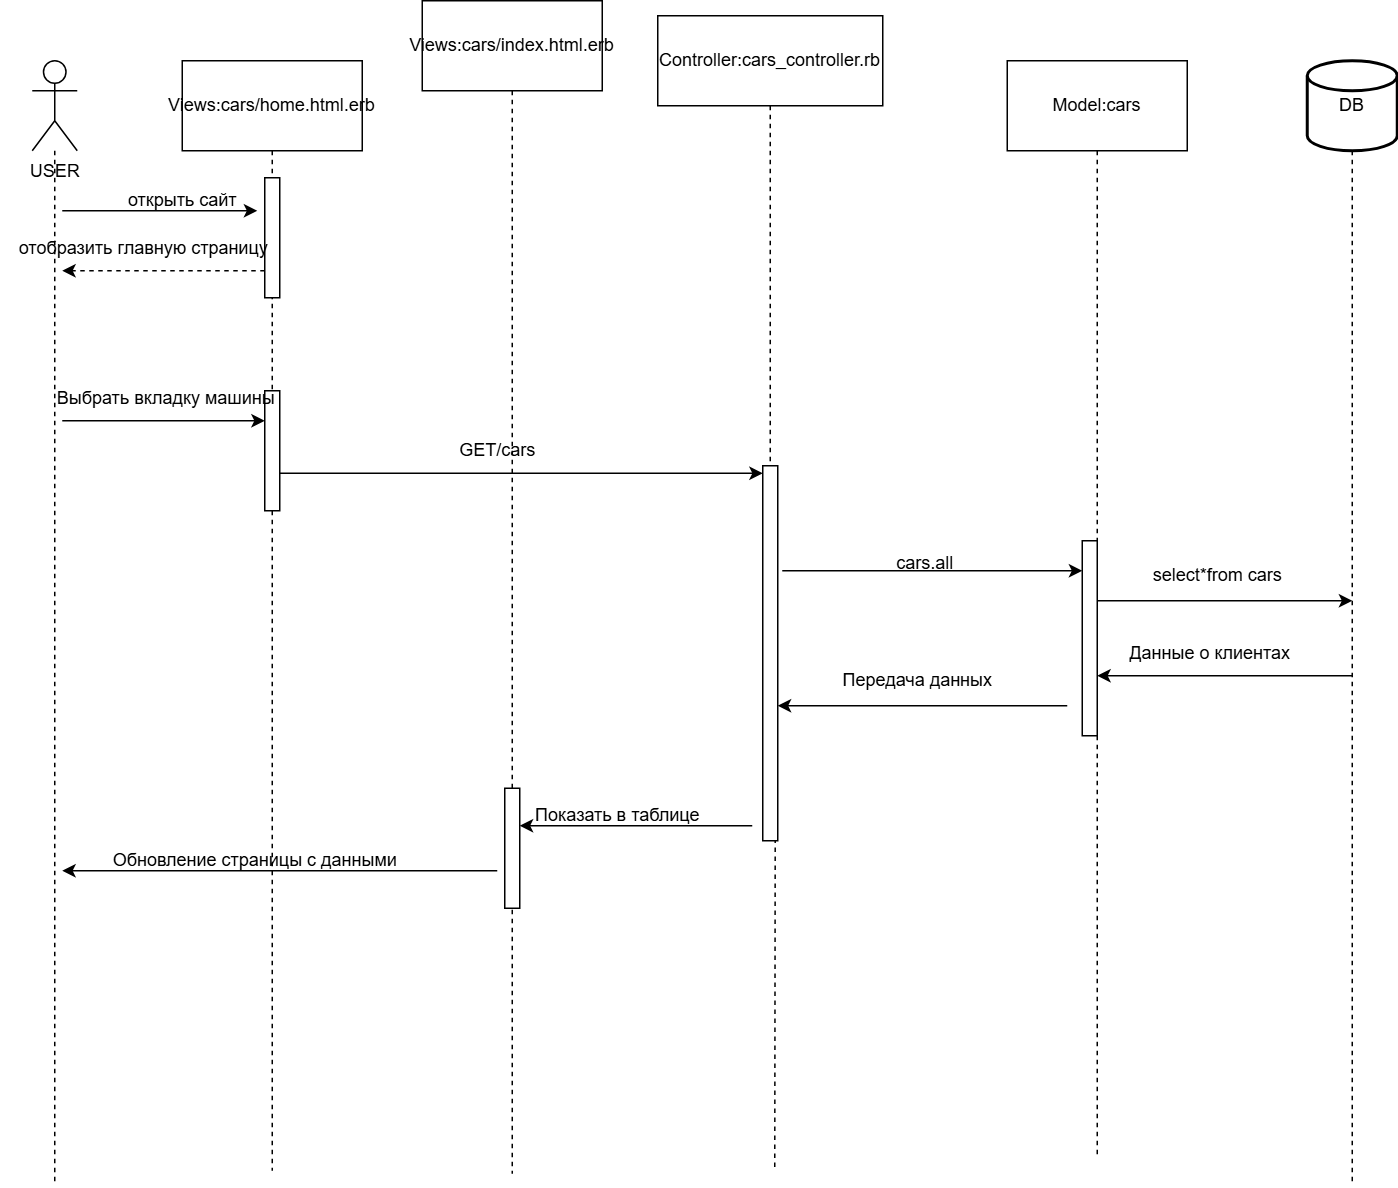 Views:cars/index.html.erb
Controller:cars_controller.rb
Views:cars/home.html.erb
Model:cars
DB
USER
открыть сайт
отобразить главную страницу
Выбрать вкладку машины
GET/cars
cars.all
select*from cars
Данные о клиентах
Передача данных
Показать в таблице
Обновление страницы с данными